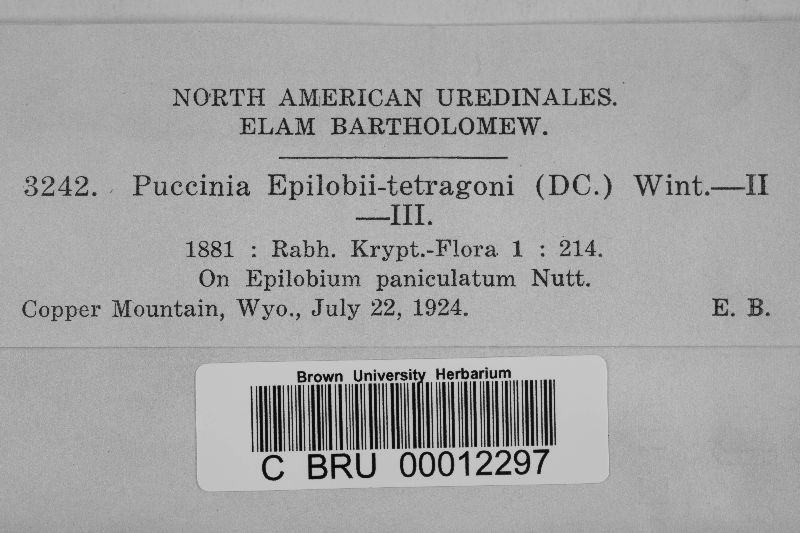 NORTH AMERICAN UREDINALES.
ELAM BARTHOLOMEW.
3242. Puccinia Epilobii-tetragoni (DC.) Wint.—II
—III.
1881 : Rabh. Krypt.-Flora 1 : 214.
On Epilobium paniculatum Nutt.
Copper Mountain, Wyo., July 22, 1924. E. B.
Brown University Herbarium
C BRU 00012297